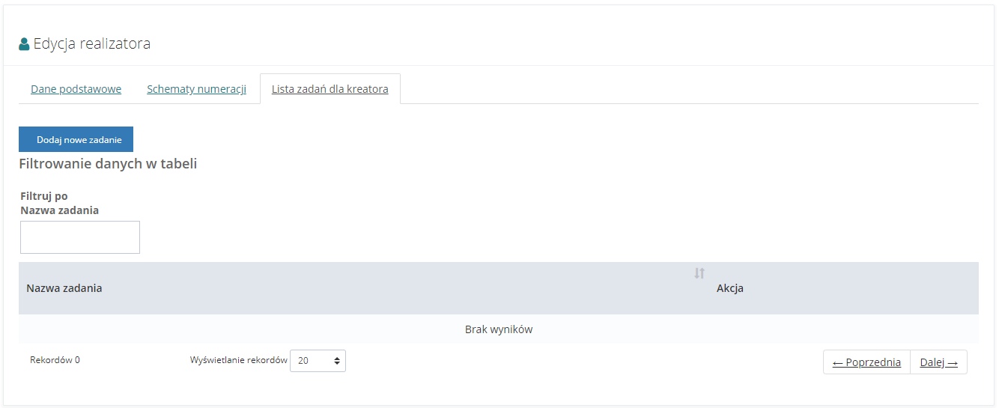 Edycja realizatora
Dane podstawowe Schematy numeracji Lista zadań dla kreatora
Dodaj nowe zadanie
Filtrowanie danych w tabeli
Filtruj po
Nazwa zadania
Nazwa zadania Akcja
Brak wyników
Rekordów 0 Wyświetlanie rekordów 20 ← Poprzednia Dalej →